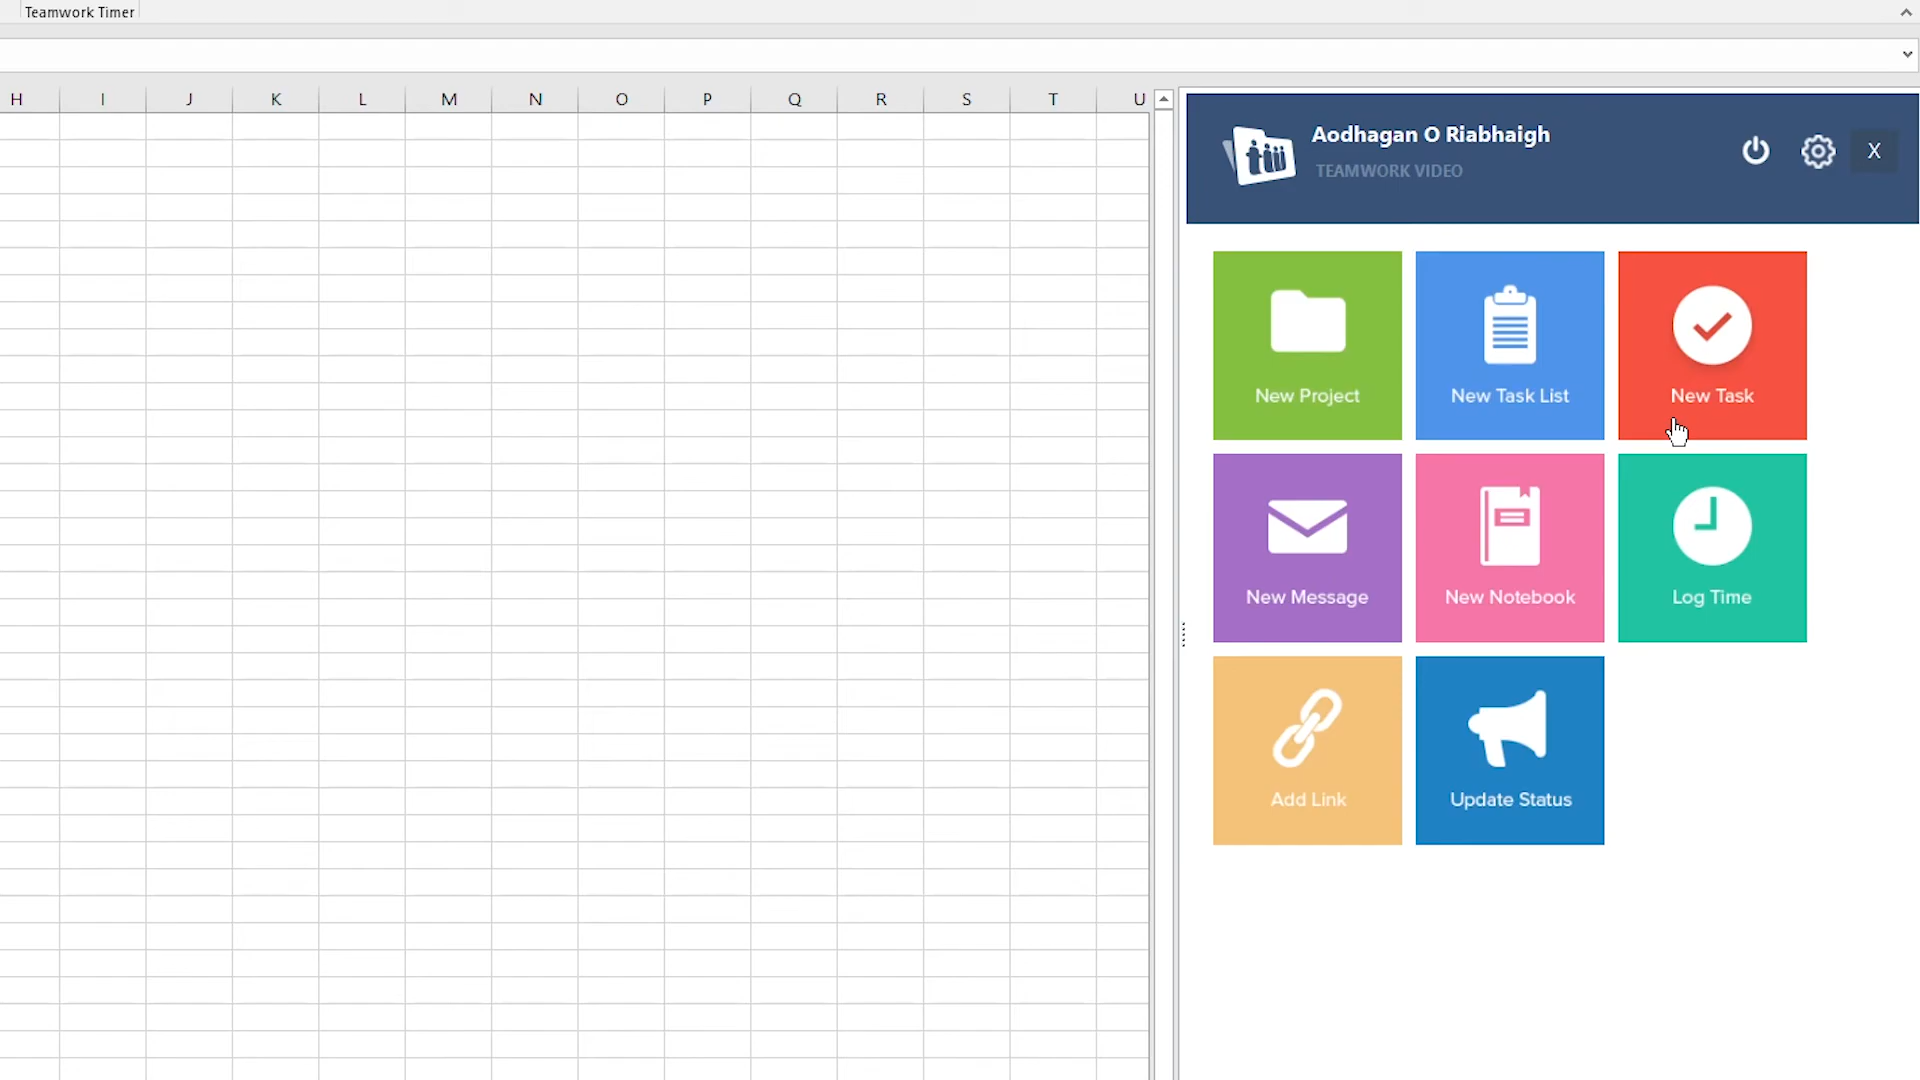 Teamwork Timer
H I J K L M N O P Q R S T U
Aodhagan O Riabhaigh
TEAMWORK VIDEO
X
New Project
New Task List
New Task
New Message
New Notebook
Log Time
Add Link
Update Status